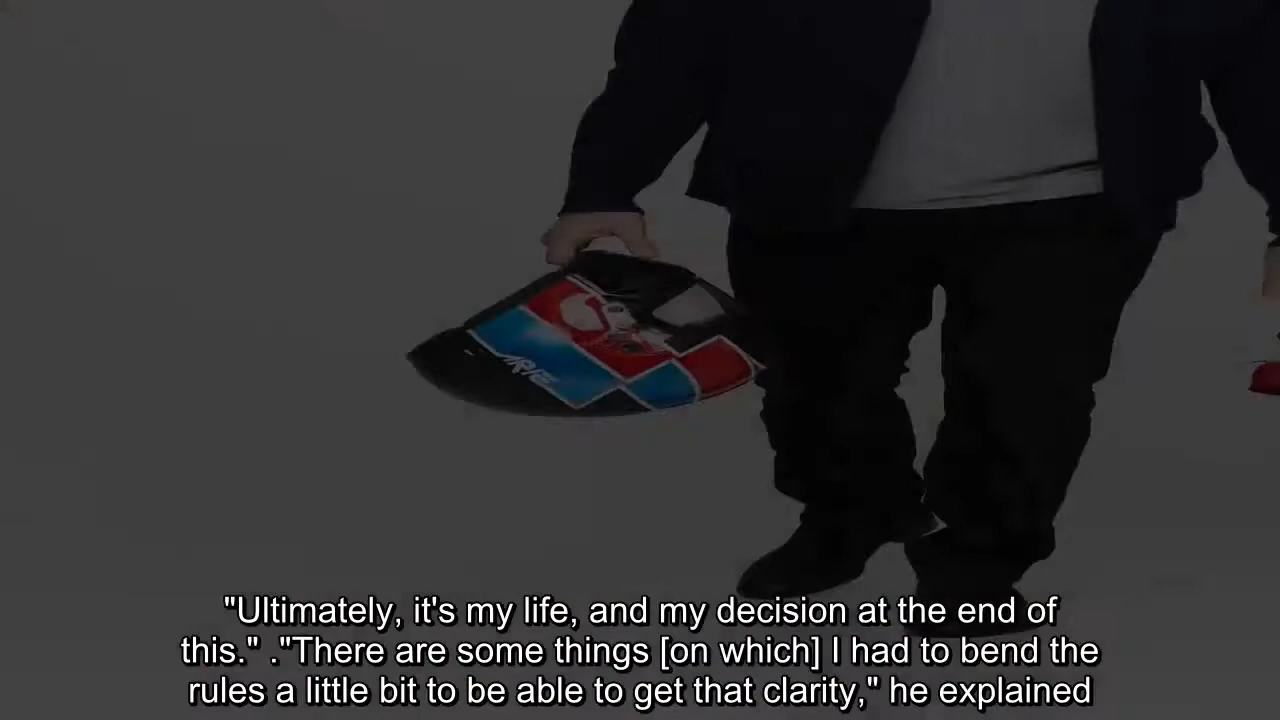 ARIE
"Ultimately, it's my life, and my decision at the end of
this." ."There are some things [on which] I had to bend the
rules a little bit to be able to get that clarity," he explained